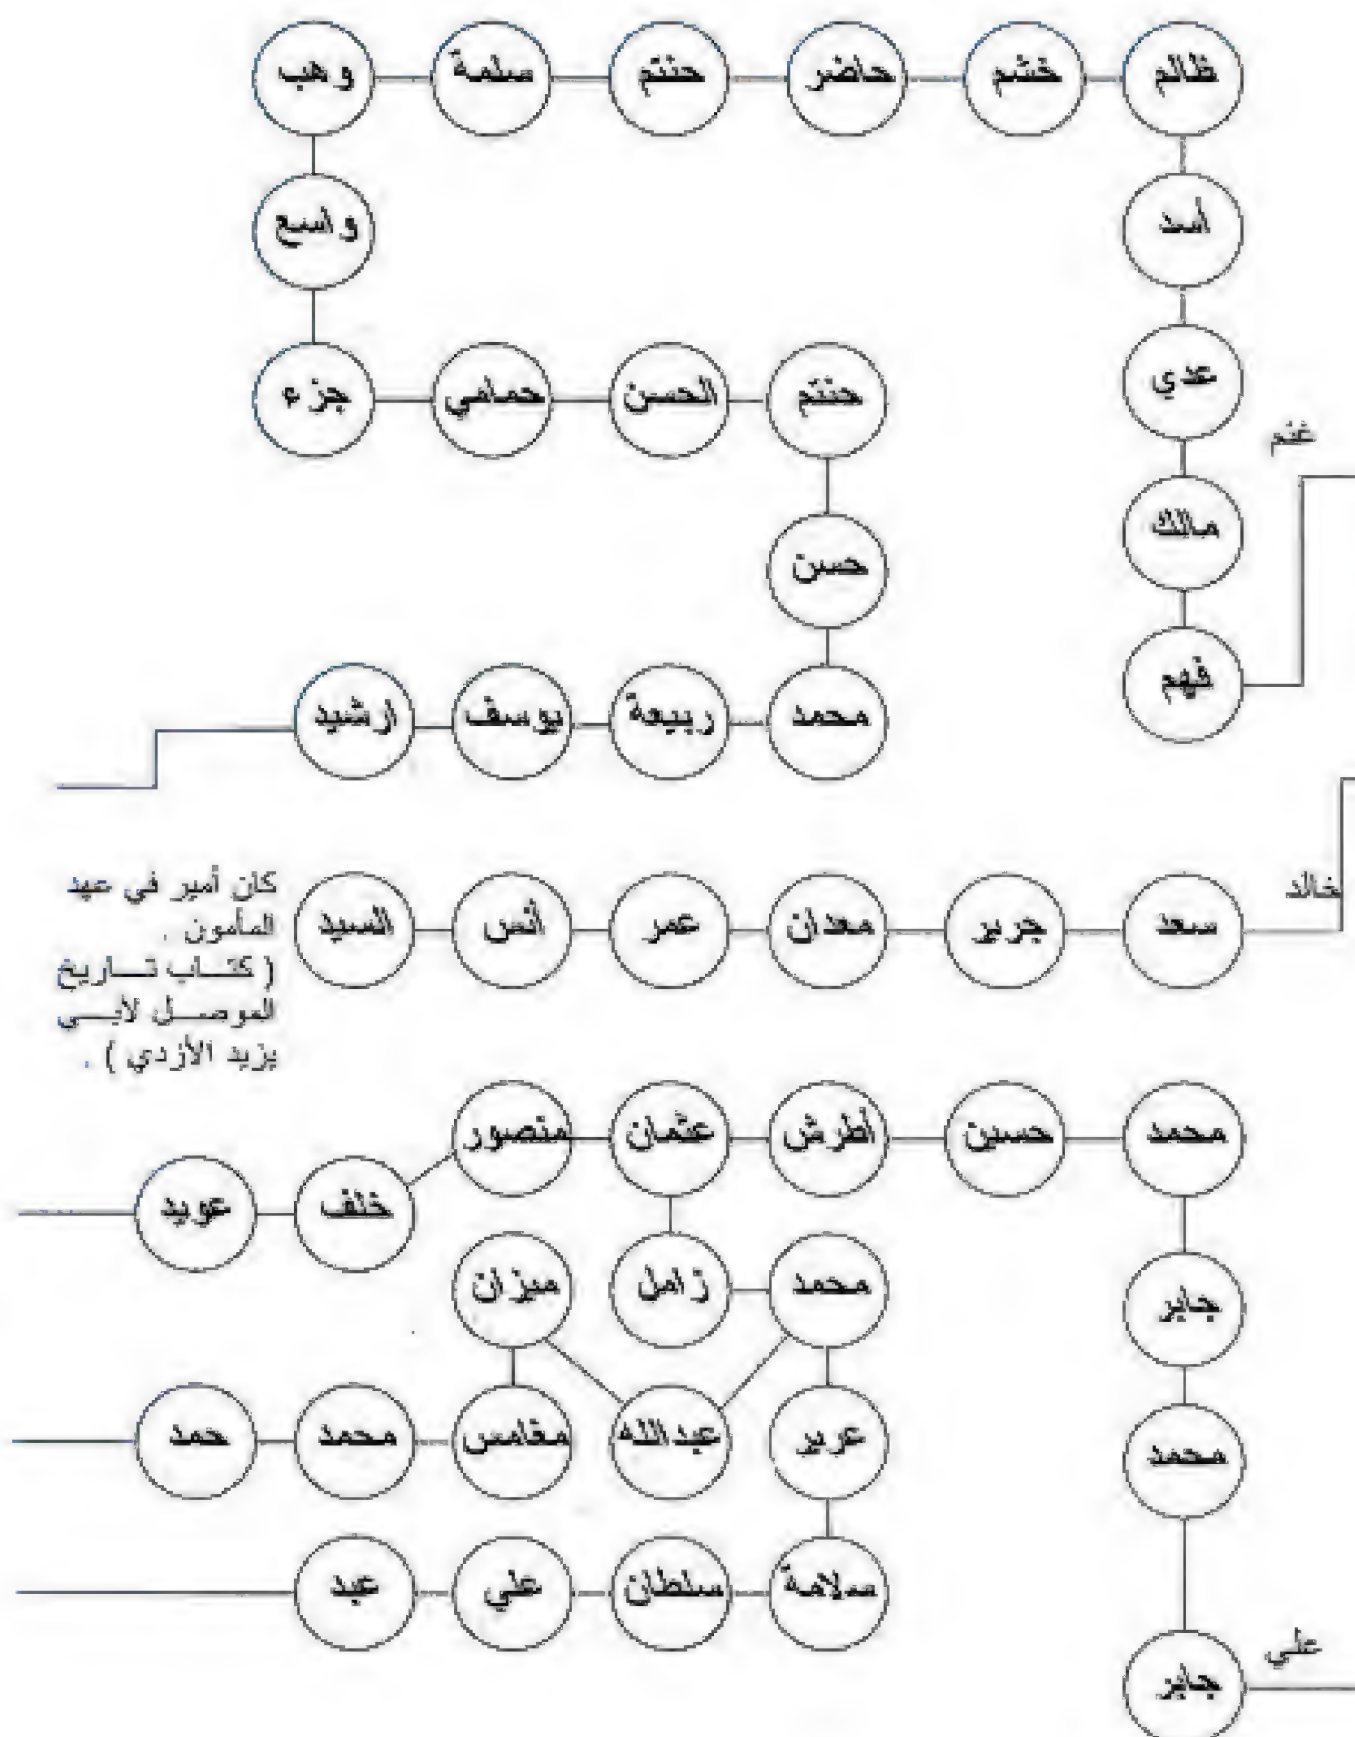 ظالم خشم حاضر حنتم سلمة وهب
أسد واسع
عدي حنتم الحسن حمامي جزء
غنم
مالك
حسن
فهم
محمد ربيعة يوسف ارشيد
خالد
سعد جرير معدان عمر أنس السيد
كان أمير في عهد
المأمون .
( كتاب تاريخ
الموصل لأبي
يزيد الأزدي ) .
محمد حسين أطرش عثمان منصور
خلف عويد
جابر محمد زامل ميزان
محمد عرير عبدالله مغامس محمد حمد
سلامة سلطان علي عبد
علي
جابر